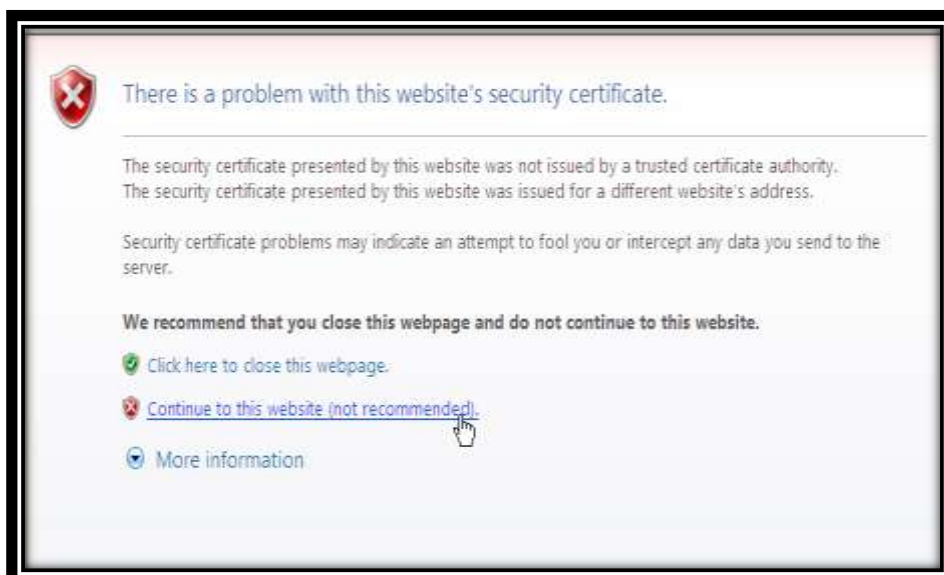 There is a problem with this website's security certificate.
The security certificate presented by this website was not issued by a trusted certificate authority.
The security certificate presented by this website was issued for a different website's address.
Security certificate problems may indicate an attempt to fool you or intercept any data you send to the
server.
We recommend that you close this webpage and do not continue to this website.
Click here to close this webpage.
Continue to this website (not recommended).
More information